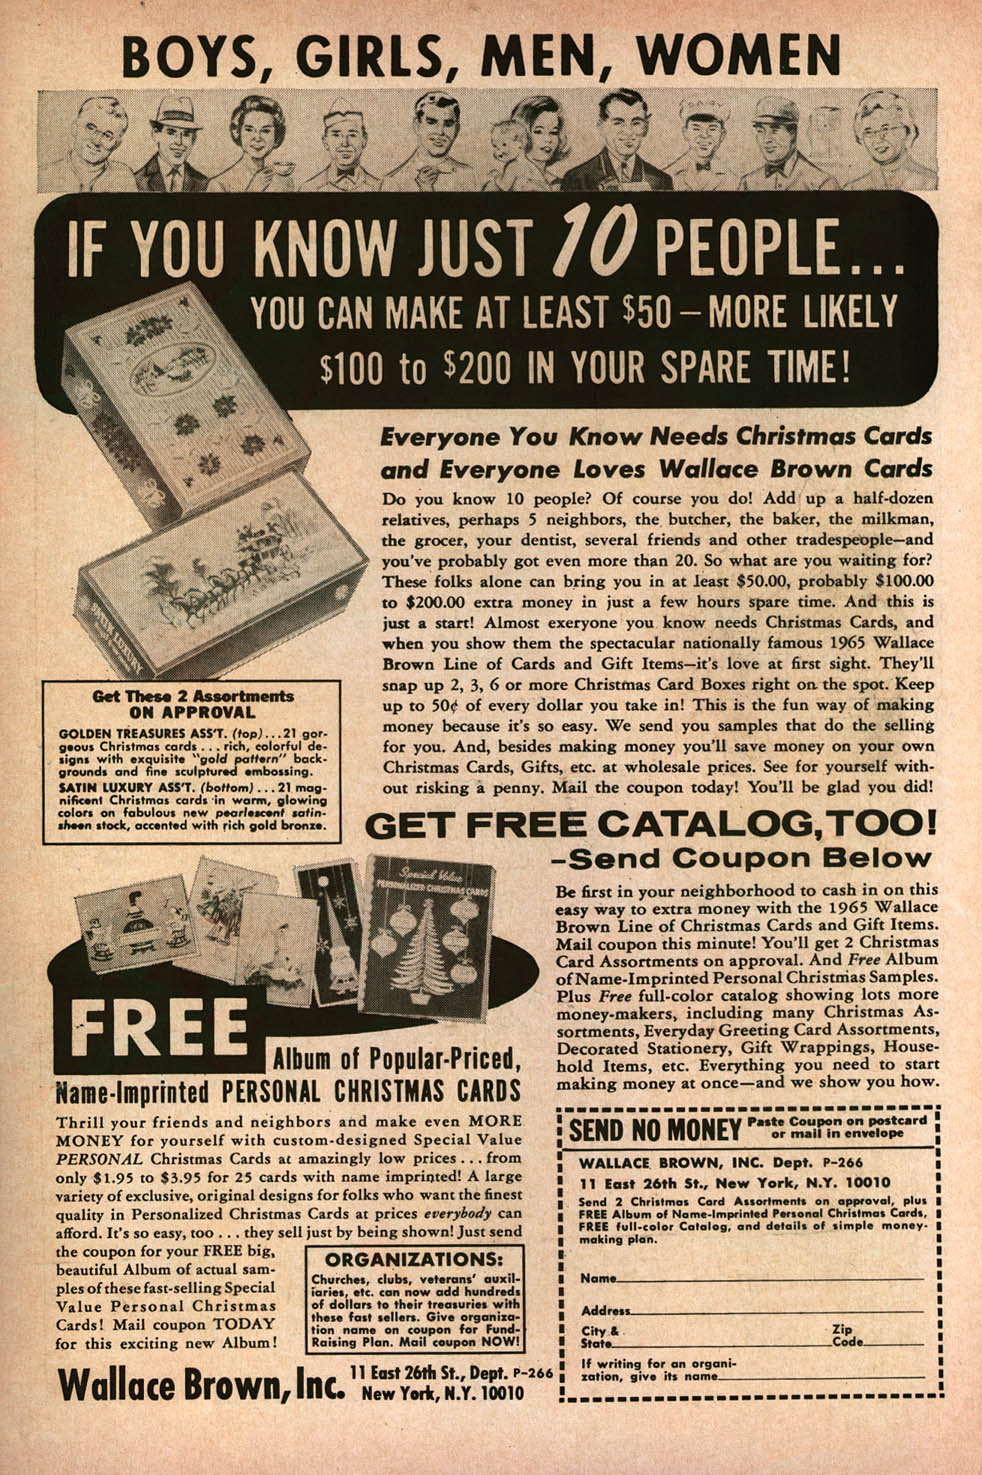 BOYS, GIRLS, MEN, WOMEN
IF YOU KNOW JUST 10 PEOPLE...
YOU CAN MAKE AT LEAST $50 – MORE LIKELY
$100 to $200 IN YOUR SPARE TIME!
SATIN LUXURY
Everyone You Know Needs Christmas Cards
and Everyone Loves Wallace Brown Cards
Do you know 10 people? Of course you do! Add up a half-dozen
relatives, perhaps 5 neighbors, the butcher, the baker, the milkman,
the grocer, your dentist, several friends and other tradespeople—and
you've probably got even more than 20. So what are you waiting for?
These folks alone can bring you in at least $50.00, probably $100.00
to $200.00 extra money in just a few hours spare time. And this is
just a start! Almost exeryone you know needs Christmas Cards, and
when you show them the spectacular nationally famous 1965 Wallace
Brown Line of Cards and Gift Items—it's love at first sight. They'll
snap up 2, 3, 6 or more Christmas Card Boxes right on the spot. Keep
up to 50¢ of every dollar you take in! This is the fun way of making
money because it's so easy. We send you samples that do the selling
for you. And, besides making money you'll save money on your own
Christmas Cards, Gifts, etc. at wholesale prices. See for yourself with-
out risking a penny. Mail the coupon today! You'll be glad you did!
Get These 2 Assortments
ON APPROVAL
GOLDEN TREASURES ASS'T. (top)...21 gor-
geous Christmas cards . . . rich, colorful de-
signs with exquisite "gold pattern" back-
grounds and fine sculptured embossing.
SATIN LUXURY ASS'T. (bottom)...21 mag-
nificent Christmas cards in warm, glowing
colors on fabulous new pearlescent satin-
sheen stock, accented with rich gold bronze.
GET FREE CATALOG, TOO!
–Send Coupon Below
Be first in your neighborhood to cash in on this
easy way to extra money with the 1965 Wallace
Brown Line of Christmas Cards and Gift Items.
Mail coupon this minute! You'll get 2 Christmas
Card Assortments on approval. And Free Album
of Name-Imprinted Personal Christmas Samples.
Plus Free full-color catalog showing lots more
money-makers, including many Christmas As-
sortments, Everyday Greeting Card Assortments,
Decorated Stationery, Gift Wrappings, House-
hold Items, etc. Everything you need to start
making money at once—and we show you how.
Special Value
PERSONALIZED CHRISTMAS CARDS
FREE
Album of Popular-Priced,
Name-Imprinted PERSONAL CHRISTMAS CARDS
Thrill your friends and neighbors and make even MORE
MONEY for yourself with custom-designed Special Value
PERSONAL Christmas Cards at amazingly low prices . . . from
only $1.95 to $3.95 for 25 cards with name imprinted! A large
variety of exclusive, original designs for folks who want the finest
quality in Personalized Christmas Cards at prices everybody can
afford. It's so easy, too . . . they sell just by being shown! Just send
the coupon for your FREE big,
beautiful Album of actual sam-
ples of these fast-selling Special
Value Personal Christmas
Cards! Mail coupon TODAY
for this exciting new Album!
ORGANIZATIONS:
Churches, clubs, veterans' auxil-
iaries, etc. can now add hundreds
of dollars to their treasuries with
these fast sellers. Give organiza-
tion name on coupon for Fund-
Raising Plan. Mail coupon NOW!
Wallace Brown, Inc. 11 East 26th St., Dept. P-266
New York, N.Y. 10010
SEND NO MONEY Paste Coupon on postcard
or mail in envelope
WALLACE BROWN, INC. Dept. P-266
11 East 26th St., New York, N.Y. 10010
Send 2 Christmas Card Assortments on approval, plus
FREE Album of Name-Imprinted Personal Christmas Cards,
FREE full-color Catalog, and details of simple money-
making plan.
Name
Address
City & State Zip Code
If writing for an organi-
zation, give its name